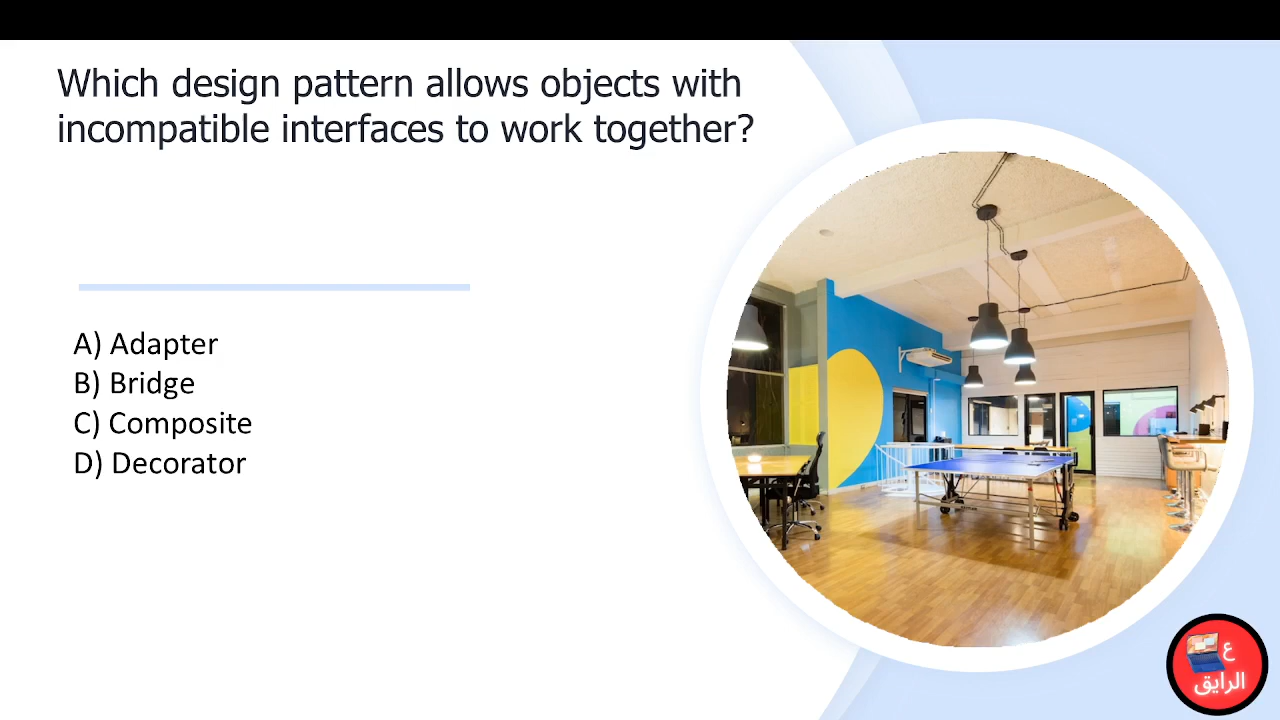 Which design pattern allows objects with
incompatible interfaces to work together?
A) Adapter
B) Bridge
C) Composite
D) Decorator
ع
الرايق